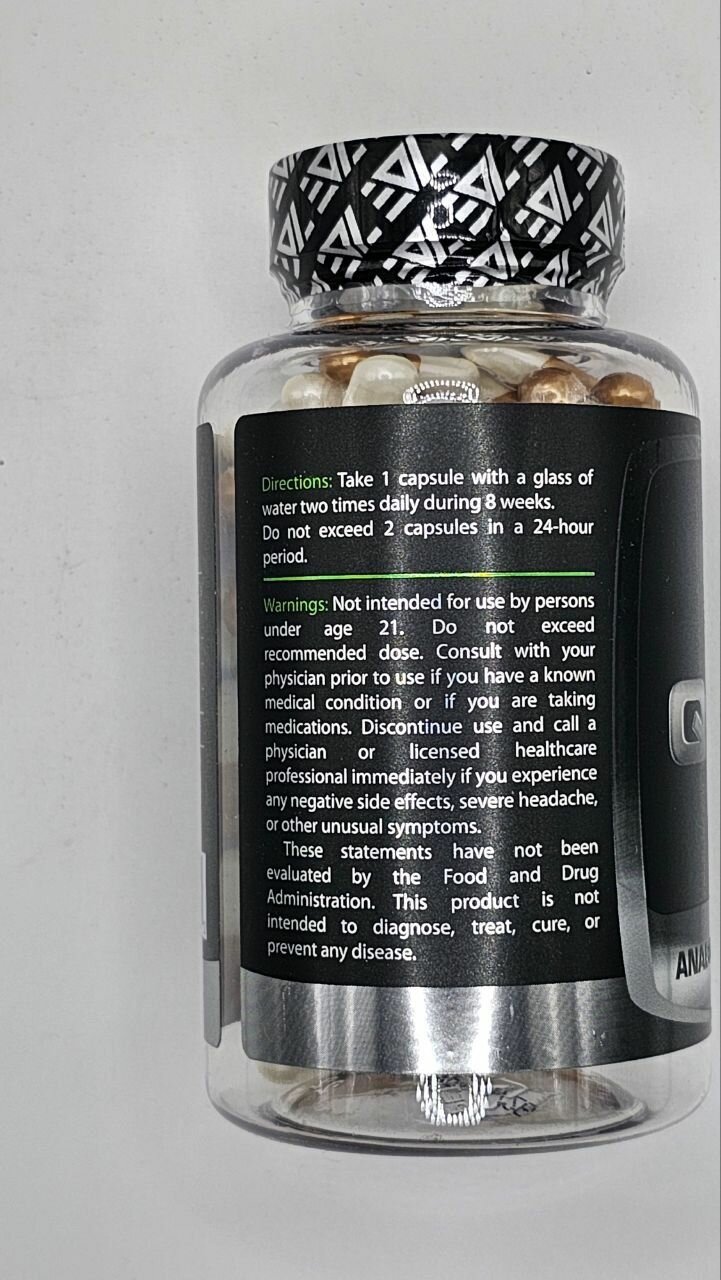 Directions: Take 1 capsule with a glass of
water two times daily during 8 weeks.
Do not exceed 2 capsules in a 24-hour
period.
Warnings: Not intended for use by persons
under age 21. Do not exceed
recommended dose. Consult with your
physician prior to use if you have a known
medical condition or if you are taking
medications. Discontinue use and call a
physician or licensed healthcare
professional immediately if you experience
any negative side effects, severe headache,
or other unusual symptoms.
These statements have not been
evaluated by the Food and Drug
Administration. This product is not
intended to diagnose, treat, cure, or
prevent any disease.